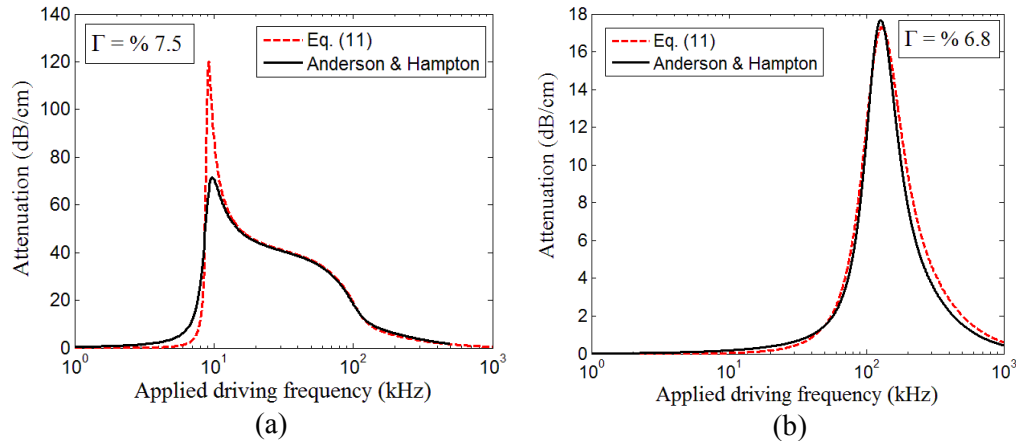 Γ = % 7.5
Eq. (11)
Anderson & Hampton
Attenuation (dB/cm)
140
120
100
80
60
40
20
0
10^0
10^1
10^2
10^3
Applied driving frequency (kHz)
(a)
Γ = % 6.8
Eq. (11)
Anderson & Hampton
Attenuation (dB/cm)
18
16
14
12
10
8
6
4
2
0
10^0
10^1
10^2
10^3
Applied driving frequency (kHz)
(b)